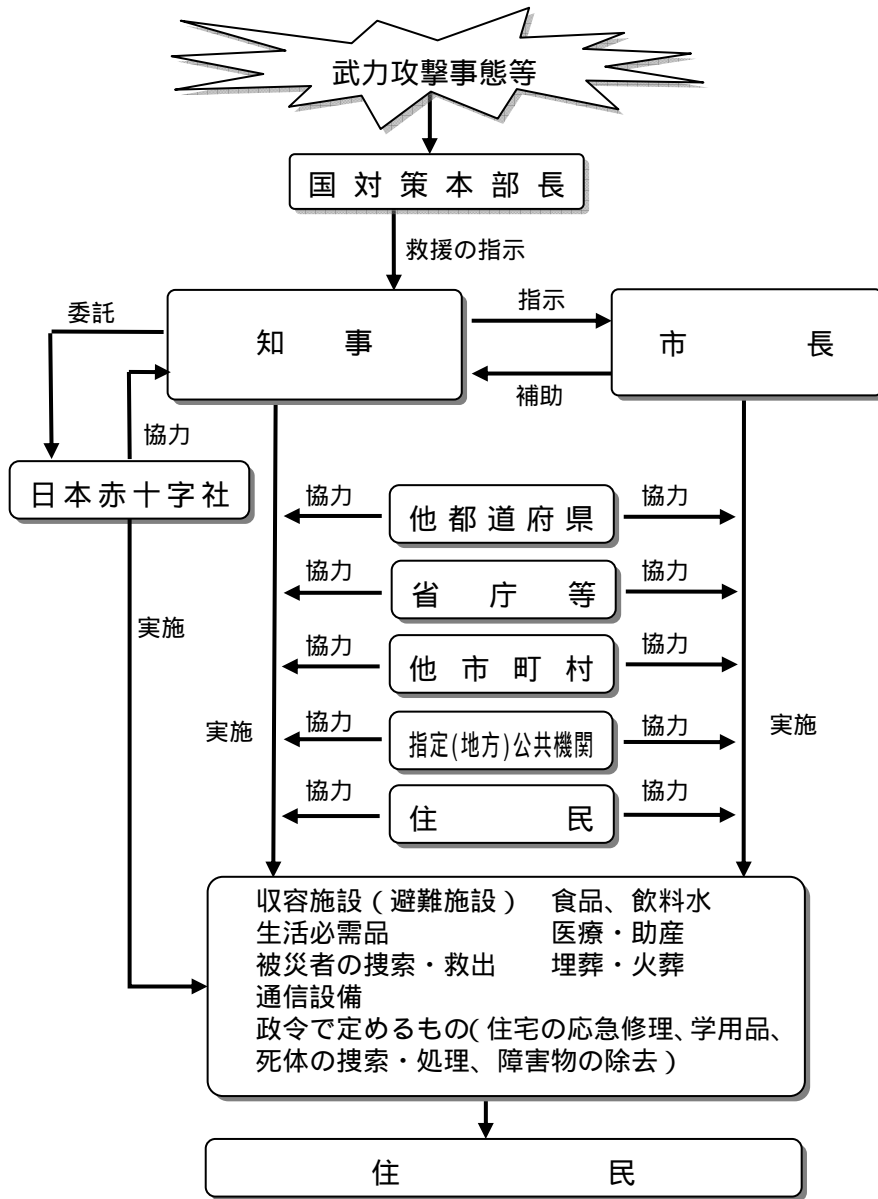 武力攻撃事態等
国対策本部長
救援の指示
委託
知事
指示
市長
補助
協力
日本赤十字社
協力
他都道府県
協力
協力
省庁等
協力
実施
協力
他市町村
協力
実施
協力
指定(地方)公共機関
協力
実施
協力
住民
協力
収容施設(避難施設) 食品、飲料水
生活必需品 医療・助産
被災者の捜索・救出 埋葬・火葬
通信設備
政令で定めるもの(住宅の応急修理、学用品、
死体の捜索・処理、障害物の除去)
住民